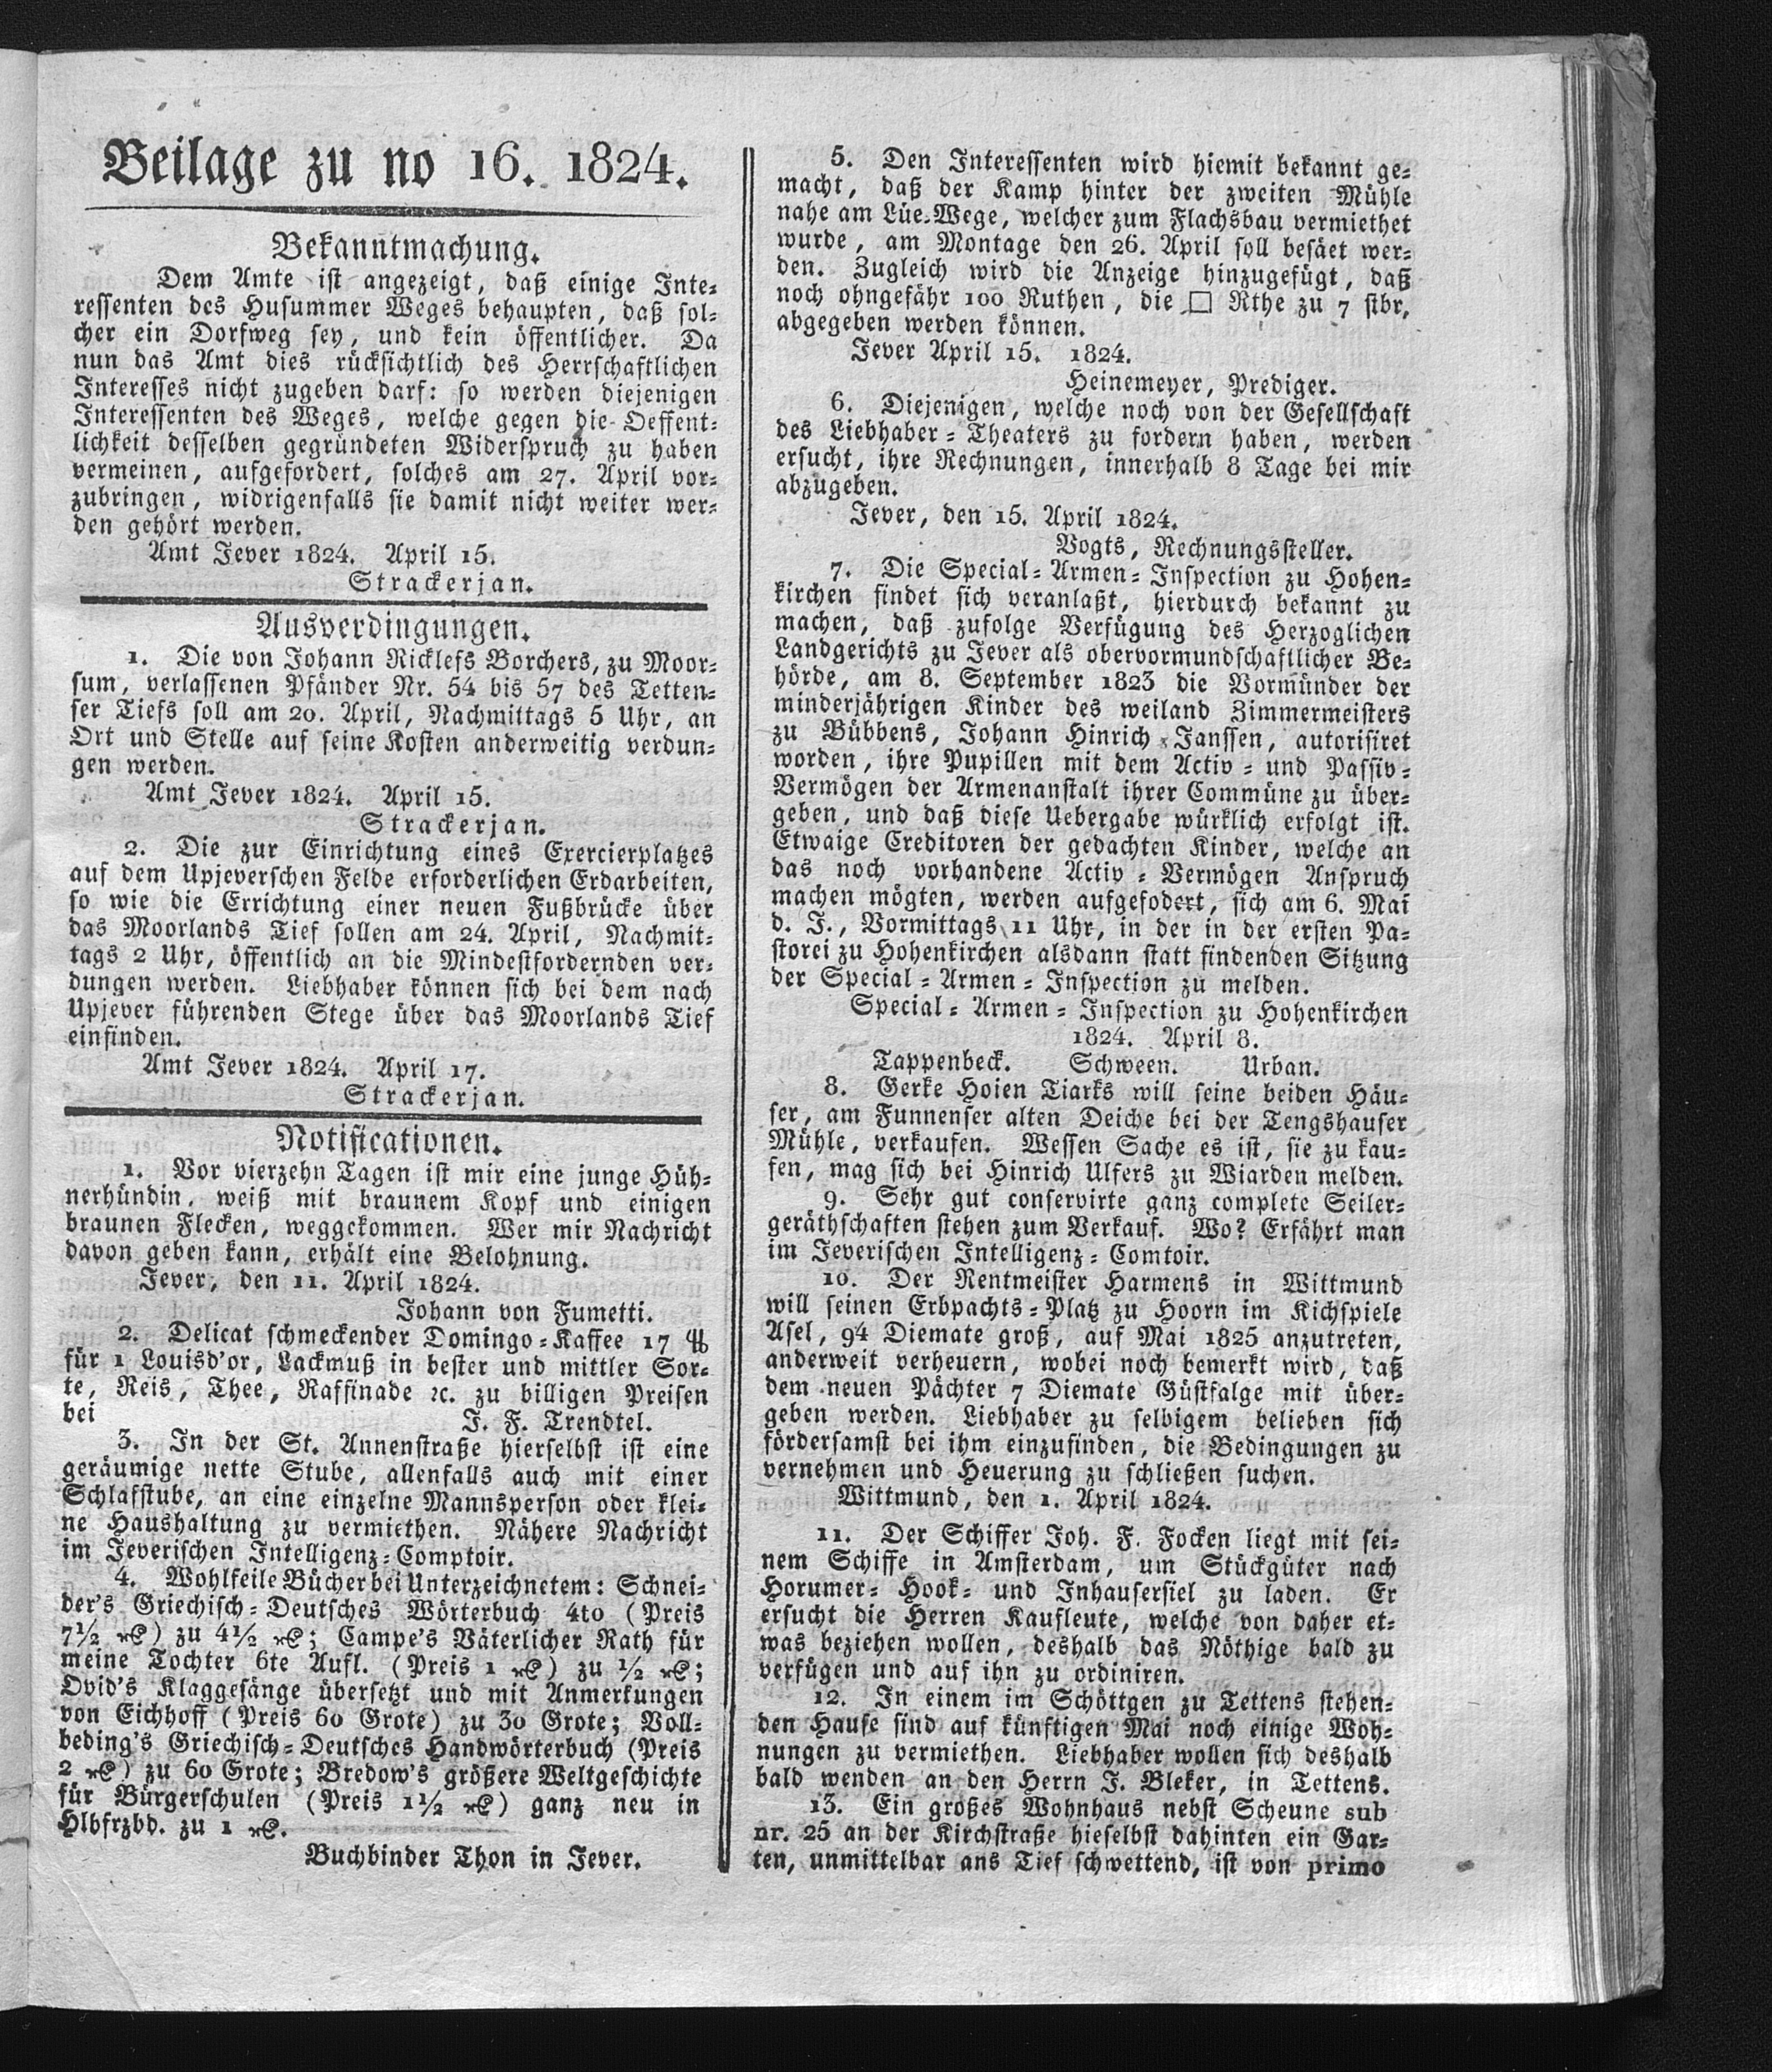 Beilage zu no 16. 1824.
Bekanntmachung.
Dem Amte ist angezeigt, daß einige Inte-
ressenten des Husummer Weges behaupten, daß sol-
cher ein Dorfweg sey, und kein öffentlicher. Da
nun das Amt dies rücksichtlich des Herrschaftlichen
Interesses nicht zugeben darf: so werden diejenigen
Interessenten des Weges, welche gegen die Oeffent-
lichkeit desselben gegründeten Widerspruch zu haben
vermeinen, aufgefordert, solches am 27. April vor-
zubringen, widrigenfalls sie damit nicht weiter wer-
den gehört werden.
Amt Jever 1824. April 15.
Strackerjan.
Ausverdingungen.
1. Die von Johann Ricklefs Borchers, zu Moor-
sum, verlassenen Pfänder Nr. 54 bis 57 des Tetten-
ser Tiefs soll am 20. April, Nachmittags 5 Uhr, an
Ort und Stelle auf seine Kosten anderweitig verdun-
gen werden.
Amt Jever 1824. April 15.
Strackerjan.
2. Die zur Einrichtung eines Exercierplatzes
auf dem Upjeverschen Felde erforderlichen Erdarbeiten,
so wie die Errichtung einer neuen Fußbrücke über
das Moorlands Tief sollen am 24. April, Nachmit-
tags 2 Uhr, öffentlich an die Mindestfordernden ver-
dungen werden. Liebhaber können sich bei dem nach
Upjever führenden Stege über das Moorlands Tief
einfinden.
Amt Jever 1824. April 17.
Strackerjan.
Notificationen.
1. Vor vierzehn Tagen ist mir eine junge Hüh-
nerhündin, weiß mit braunem Kopf und einigen
braunen Flecken, weggekommen. Wer mir Nachricht
davon geben kann, erhält eine Belohnung.
Jever, den 11. April 1824.
Johann von Fumetti.
2. Delicat schmeckender Domingo-Kaffee 17 ℔
für 1 Louisd'or, Lackmuß in bester und mittler Sor-
te, Reis, Thee, Raffinade ꝛc. zu billigen Preisen
bei J. F. Trendtel.
3. In der St. Annenstraße hierselbst ist eine
geräumige nette Stube, allenfalls auch mit einer
Schlafstube, an eine einzelne Mannsperson oder klei-
ne Haushaltung zu vermiethen. Nähere Nachricht
im Jeverischen Intelligenz-Comptoir.
4. Wohlfeile Bücher bei Unterzeichnetem: Schnei-
der's Griechisch-Deutsches Wörterbuch 4to (Preis
7½ rℓ) zu 4½ rℓ; Campe's Väterlicher Rath für
meine Tochter 6te Aufl. (Preis 1 rℓ) zu ½ rℓ;
Ovid's Klaggesänge übersetzt und mit Anmerkungen
von Eichhoff (Preis 60 Grote) zu 30 Grote; Voll-
beding's Griechisch-Deutsches Handwörterbuch (Preis
2 rℓ) zu 60 Grote; Bredow's größere Weltgeschichte
für Bürgerschulen (Preis 1½ rℓ) ganz neu in
Hlbfrzbd. zu 1 rℓ.
Buchbinder Thon in Jever.
5. Den Interessenten wird hiemit bekannt ge-
macht, daß der Kamp hinter der zweiten Mühle
nahe am Lüe-Wege, welcher zum Flachsbau vermiethet
wurde, am Montage den 26. April soll besäet wer-
den. Zugleich wird die Anzeige hinzugefügt, daß
noch ohngefähr 100 Ruthen, die □ Rthe zu 7 stbr,
abgegeben werden können.
Jever April 15. 1824.
Heinemeyer, Prediger.
6. Diejenigen, welche noch von der Gesellschaft
des Liebhaber-Theaters zu fordern haben, werden
ersucht, ihre Rechnungen, innerhalb 8 Tage bei mir
abzugeben.
Jever, den 15. April 1824.
Vogts, Rechnungssteller.
7. Die Special-Armen-Inspection zu Hohen-
kirchen findet sich veranlaßt, hierdurch bekannt zu
machen, daß zufolge Verfügung des Herzoglichen
Landgerichts zu Jever als obervormundschaftlicher Be-
hörde, am 8. September 1823 die Vormünder der
minderjährigen Kinder des weiland Zimmermeisters
zu Bübbens, Johann Hinrich Janssen, autorisiret
worden, ihre Pupillen mit dem Activ- und Passiv-
Vermögen der Armenanstalt ihrer Commüne zu über-
geben, und daß diese Uebergabe würklich erfolgt ist.
Etwaige Creditoren der gedachten Kinder, welche an
das noch vorhandene Activ-Vermögen Anspruch
machen mögten, werden aufgefodert, sich am 6. Mai
d. J., Vormittags 11 Uhr, in der in der ersten Pa-
storei zu Hohenkirchen alsdann statt findenden Sitzung
der Special-Armen-Inspection zu melden.
Special-Armen-Inspection zu Hohenkirchen
1824. April 8.
Tappenbeck. Schween. Urban.
8. Gerke Hoien Tiarks will seine beiden Häu-
ser, am Funnenser alten Deiche bei der Tengshauser
Mühle, verkaufen. Wessen Sache es ist, sie zu kau-
fen, mag sich bei Hinrich Ulfers zu Wiarden melden.
9. Sehr gut conservirte ganz complete Seiler-
geräthschaften stehen zum Verkauf. Wo? Erfährt man
im Jeverischen Intelligenz-Comtoir.
10. Der Rentmeister Harmens in Wittmund
will seinen Erbpachts-Platz zu Hoorn im Kichspiele
Asel, 94 Diemate groß, auf Mai 1825 anzutreten,
anderweit verheuern, wobei noch bemerkt wird, daß
dem neuen Pächter 7 Diemate Güstfalge mit über-
geben werden. Liebhaber zu selbigem belieben sich
fördersamst bei ihm einzufinden, die Bedingungen zu
vernehmen und Heuerung zu schließen suchen.
Wittmund, den 1. April 1824.
11. Der Schiffer Joh. F. Focken liegt mit sei-
nem Schiffe in Amsterdam, um Stückgüter nach
Horumer- Hook- und Inhausersiel zu laden. Er
ersucht die Herren Kaufleute, welche von daher et-
was beziehen wollen, deshalb das Nöthige bald zu
verfügen und auf ihn zu ordiniren.
12. In einem im Schöttgen zu Tettens stehen-
den Hause sind auf künftigen Mai noch einige Woh-
nungen zu vermiethen. Liebhaber wollen sich deshalb
bald wenden an den Herrn J. Bleker, in Tettens.
13. Ein großes Wohnhaus nebst Scheune sub
nr. 25 an der Kirchstraße hieselbst dahinten ein Gar-
ten, unmittelbar ans Tief schwettend, ist von primo